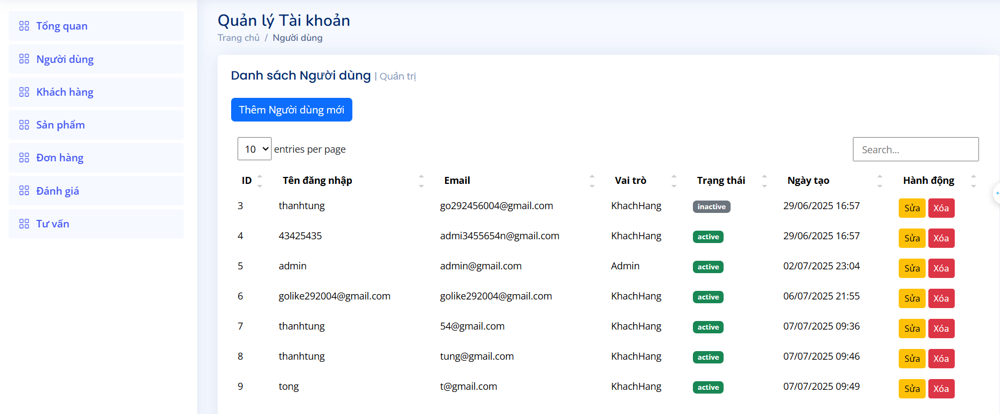 Tổng quan
Người dùng
Khách hàng
Sản phẩm
Đơn hàng
Đánh giá
Tư vấn
Quản lý Tài khoản
Trang chủ / Người dùng
Danh sách Người dùng | Quản trị
Thêm Người dùng mới
10 entries per page Search...
ID Tên đăng nhập Email Vai trò Trạng thái Ngày tạo Hành động
3 thanhtung go292456004@gmail.com KhachHang inactive 29/06/2025 16:57 Sửa Xóa
4 43425435 admi3455654n@gmail.com KhachHang active 29/06/2025 16:57 Sửa Xóa
5 admin admin@gmail.com Admin active 02/07/2025 23:04 Sửa Xóa
6 golike292004@gmail.com golike292004@gmail.com KhachHang active 06/07/2025 21:55 Sửa Xóa
7 thanhtung 54@gmail.com KhachHang active 07/07/2025 09:36 Sửa Xóa
8 thanhtung tung@gmail.com KhachHang active 07/07/2025 09:46 Sửa Xóa
9 tong t@gmail.com KhachHang active 07/07/2025 09:49 Sửa Xóa